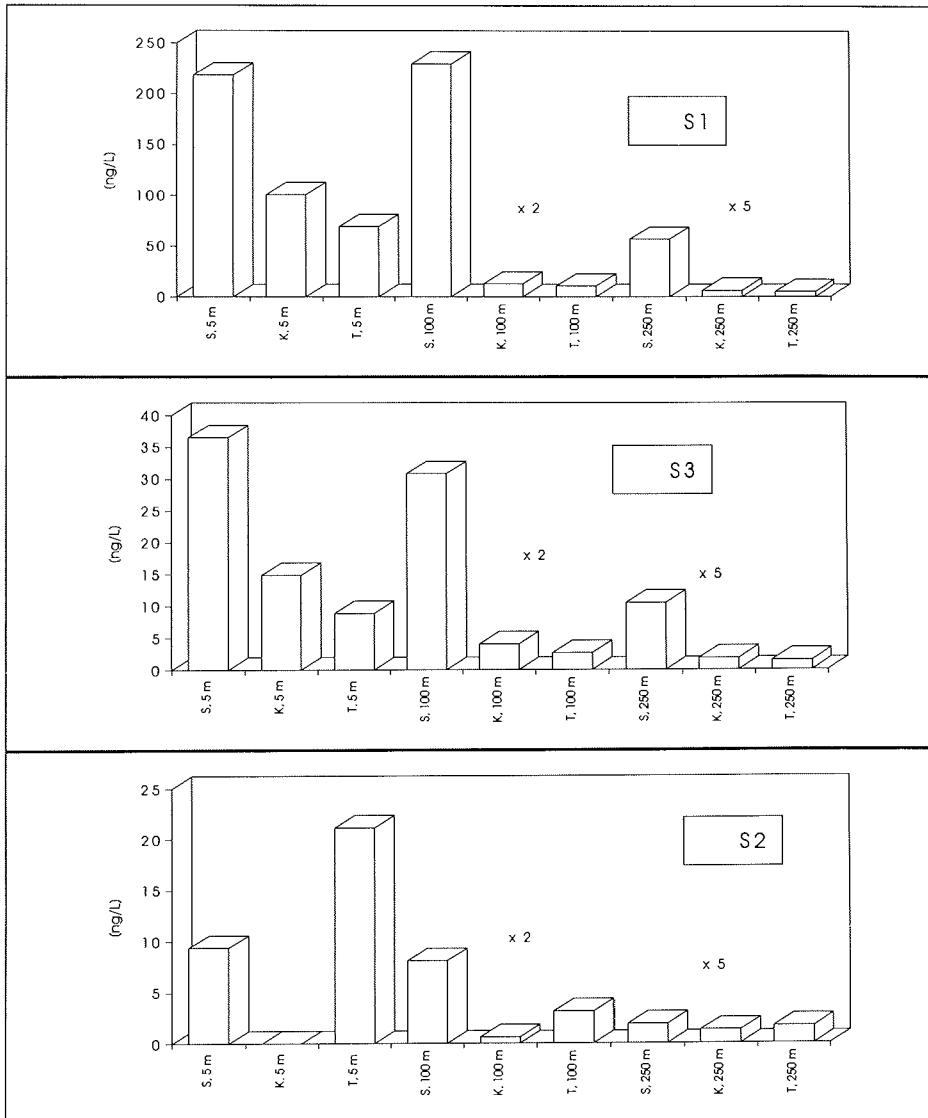 250
200
150
100
50
0
(ng/L)
S1
x 2
x 5
S, 5 m
K, 5 m
T, 5 m
S, 100 m
K, 100 m
T, 100 m
S, 250 m
K, 250 m
T, 250 m
40
35
30
25
20
15
10
5
0
(ng/L)
S3
x 2
x 5
S, 5 m
K, 5 m
T, 5 m
S, 100 m
K, 100 m
T, 100 m
S, 250 m
K, 250 m
T, 250 m
25
20
15
10
5
0
(ng/L)
S2
x 2
x 5
S, 5 m
K, 5 m
T, 5 m
S, 100 m
K, 100 m
T, 100 m
S, 250 m
K, 250 m
T, 250 m